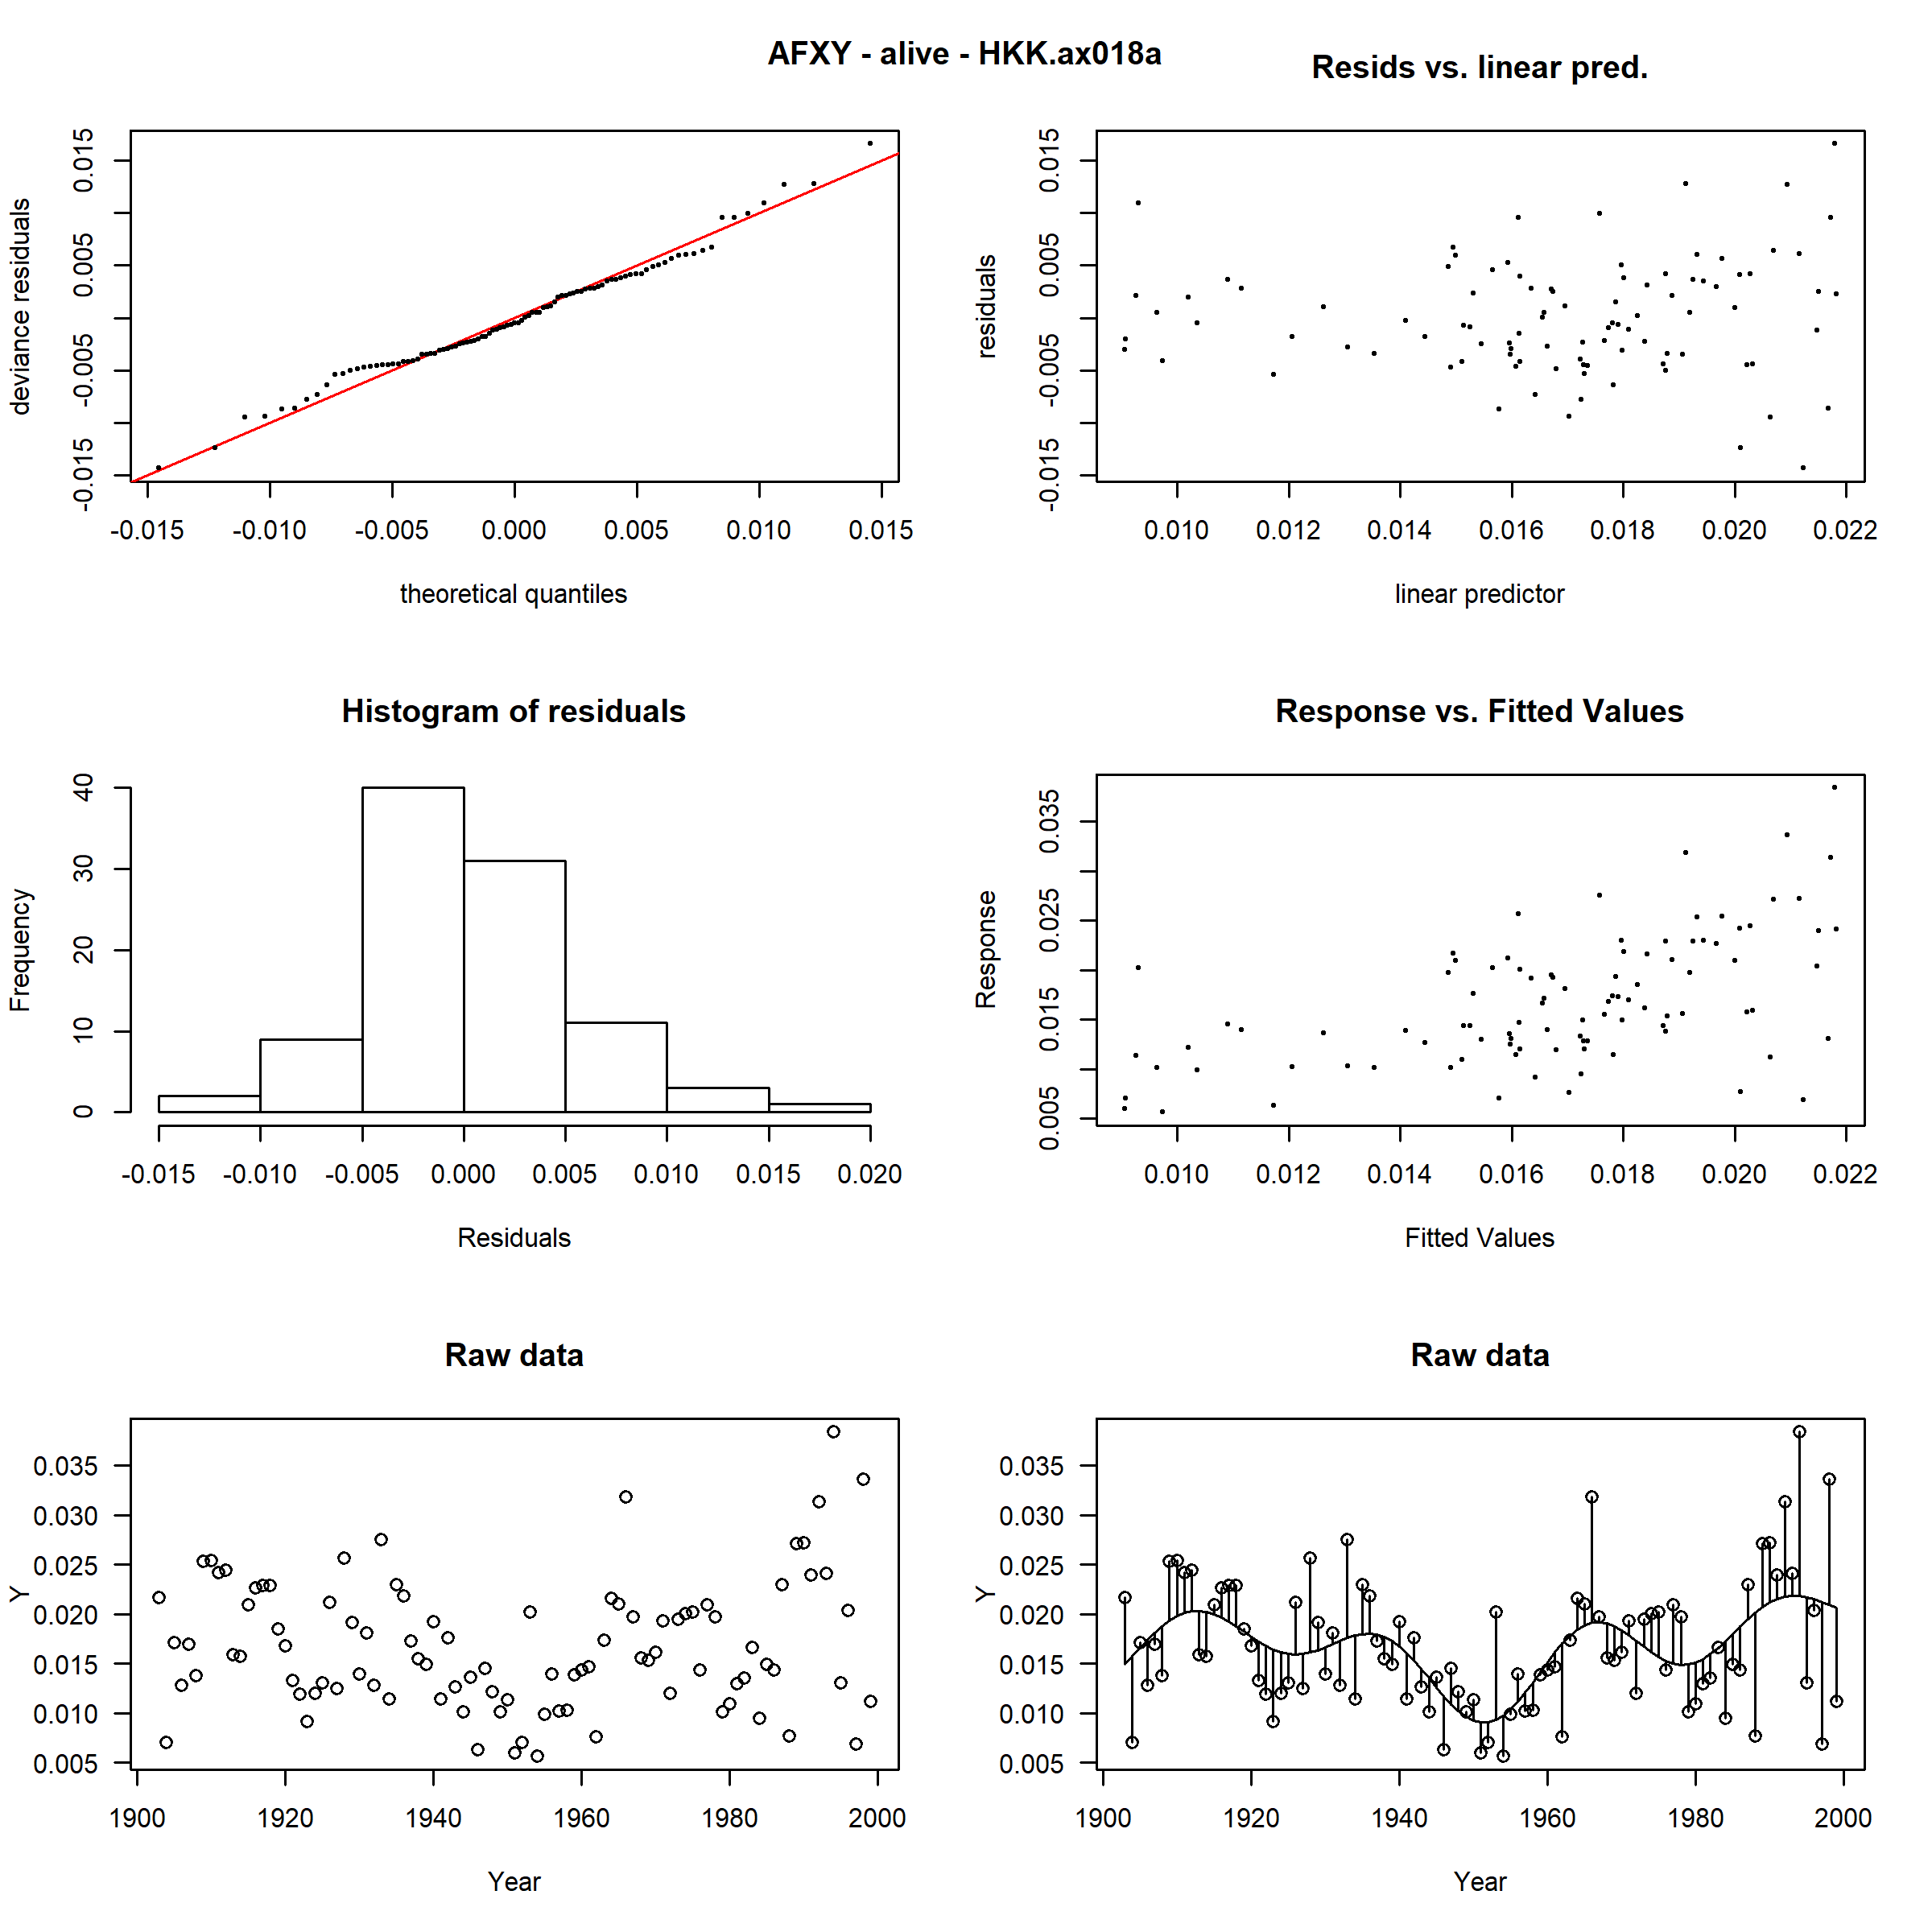 AFXY - alive - HKK.ax018a
Resids vs. linear pred.
deviance residuals
-0.015 -0.005 0.005 0.015
-0.015 -0.010 -0.005 0.000 0.005 0.010 0.015
theoretical quantiles
residuals
-0.015 -0.005 0.005 0.015
0.010 0.012 0.014 0.016 0.018 0.020 0.022
linear predictor
Histogram of residuals
Frequency
0 10 20 30 40
-0.015 -0.010 -0.005 0.000 0.005 0.010 0.015 0.020
Residuals
Response vs. Fitted Values
Response
0.005 0.015 0.025 0.035
0.010 0.012 0.014 0.016 0.018 0.020 0.022
Fitted Values
Raw data
Y
0.035
0.030
0.025
0.020
0.015
0.010
0.005
1900 1920 1940 1960 1980 2000
Year
Raw data
Y
0.035
0.030
0.025
0.020
0.015
0.010
0.005
1900 1920 1940 1960 1980 2000
Year